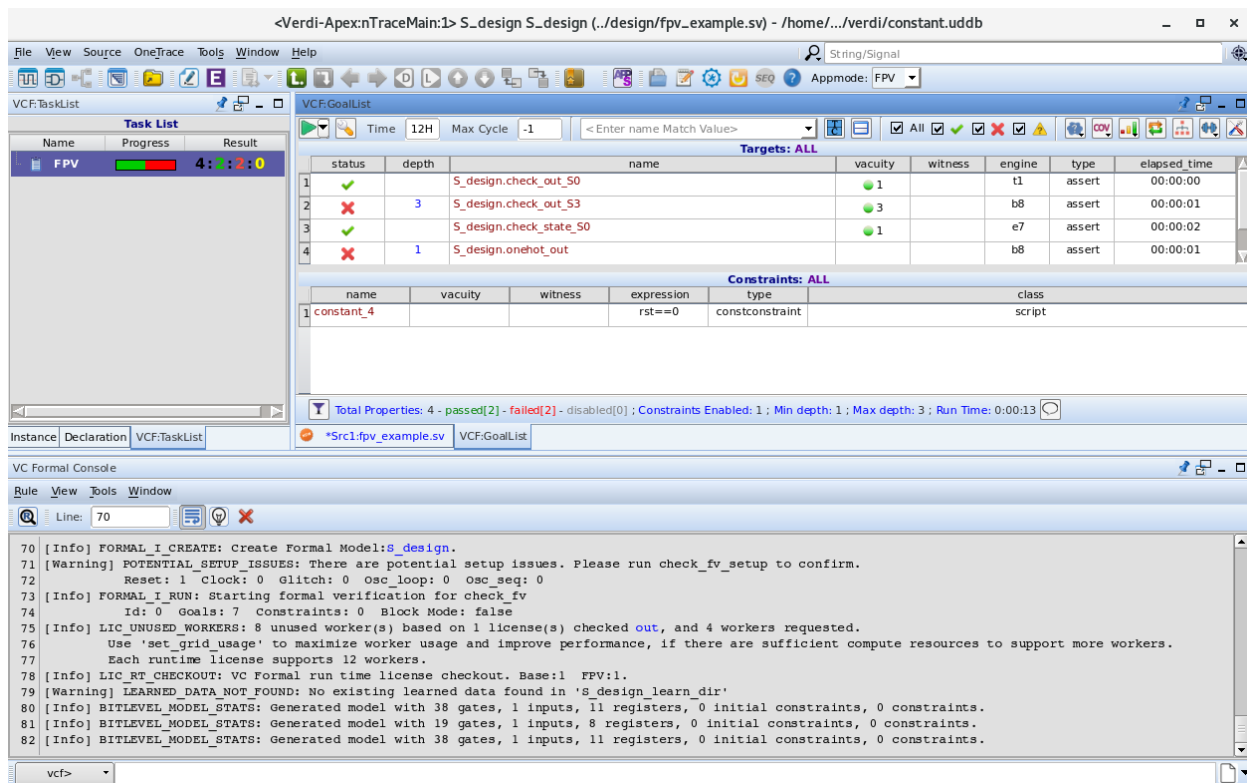 <Verdi-Apex:nTraceMain:1> S_design S_design (../design/fpv_example.sv) - /home/.../verdi/constant.uddb
File View Source OneTrace Tools Window Help
String/Signal
Appmode: FPV
VCF:TaskList
Task List
Name Progress Result
FPV 4:2:2:0
Instance Declaration VCF:TaskList
VCF:GoalList
Time 12H Max Cycle -1 <Enter name Match Value> All
Targets: ALL
status depth name vacuity witness engine type elapsed_time
1 S_design.check_out_S0 1 t1 assert 00:00:00
2 3 S_design.check_out_S3 3 b8 assert 00:00:01
3 S_design.check_state_S0 1 e7 assert 00:00:02
4 1 S_design.onehot_out b8 assert 00:00:01
Constraints: ALL
name vacuity witness expression type class
1 constant_4 rst==0 constconstraint script
Total Properties: 4 - passed[2] - failed[2] - disabled[0] ; Constraints Enabled: 1 ; Min depth: 1 ; Max depth: 3 ; Run Time: 0:00:13
*Src1:fpv_example.sv VCF:GoalList
VC Formal Console
Rule View Tools Window
Line: 70
70 [Info] FORMAL_I_CREATE: Create Formal Model:S_design.
71 [Warning] POTENTIAL_SETUP_ISSUES: There are potential setup issues. Please run check_fv_setup to confirm.
72 Reset: 1 Clock: 0 Glitch: 0 Osc_loop: 0 Osc_seq: 0
73 [Info] FORMAL_I_RUN: Starting formal verification for check_fv
74 Id: 0 Goals: 7 Constraints: 0 Block Mode: false
75 [Info] LIC_UNUSED_WORKERS: 8 unused worker(s) based on 1 license(s) checked out, and 4 workers requested.
76 Use 'set_grid_usage' to maximize worker usage and improve performance, if there are sufficient compute resources to support more workers.
77 Each runtime license supports 12 workers.
78 [Info] LIC_RT_CHECKOUT: VC Formal run time license checkout. Base:1 FPV:1.
79 [Warning] LEARNED_DATA_NOT_FOUND: No existing learned data found in 'S_design_learn_dir'
80 [Info] BITLEVEL_MODEL_STATS: Generated model with 38 gates, 1 inputs, 11 registers, 0 initial constraints, 0 constraints.
81 [Info] BITLEVEL_MODEL_STATS: Generated model with 19 gates, 1 inputs, 8 registers, 0 initial constraints, 0 constraints.
82 [Info] BITLEVEL_MODEL_STATS: Generated model with 38 gates, 1 inputs, 11 registers, 0 initial constraints, 0 constraints.
vcf>